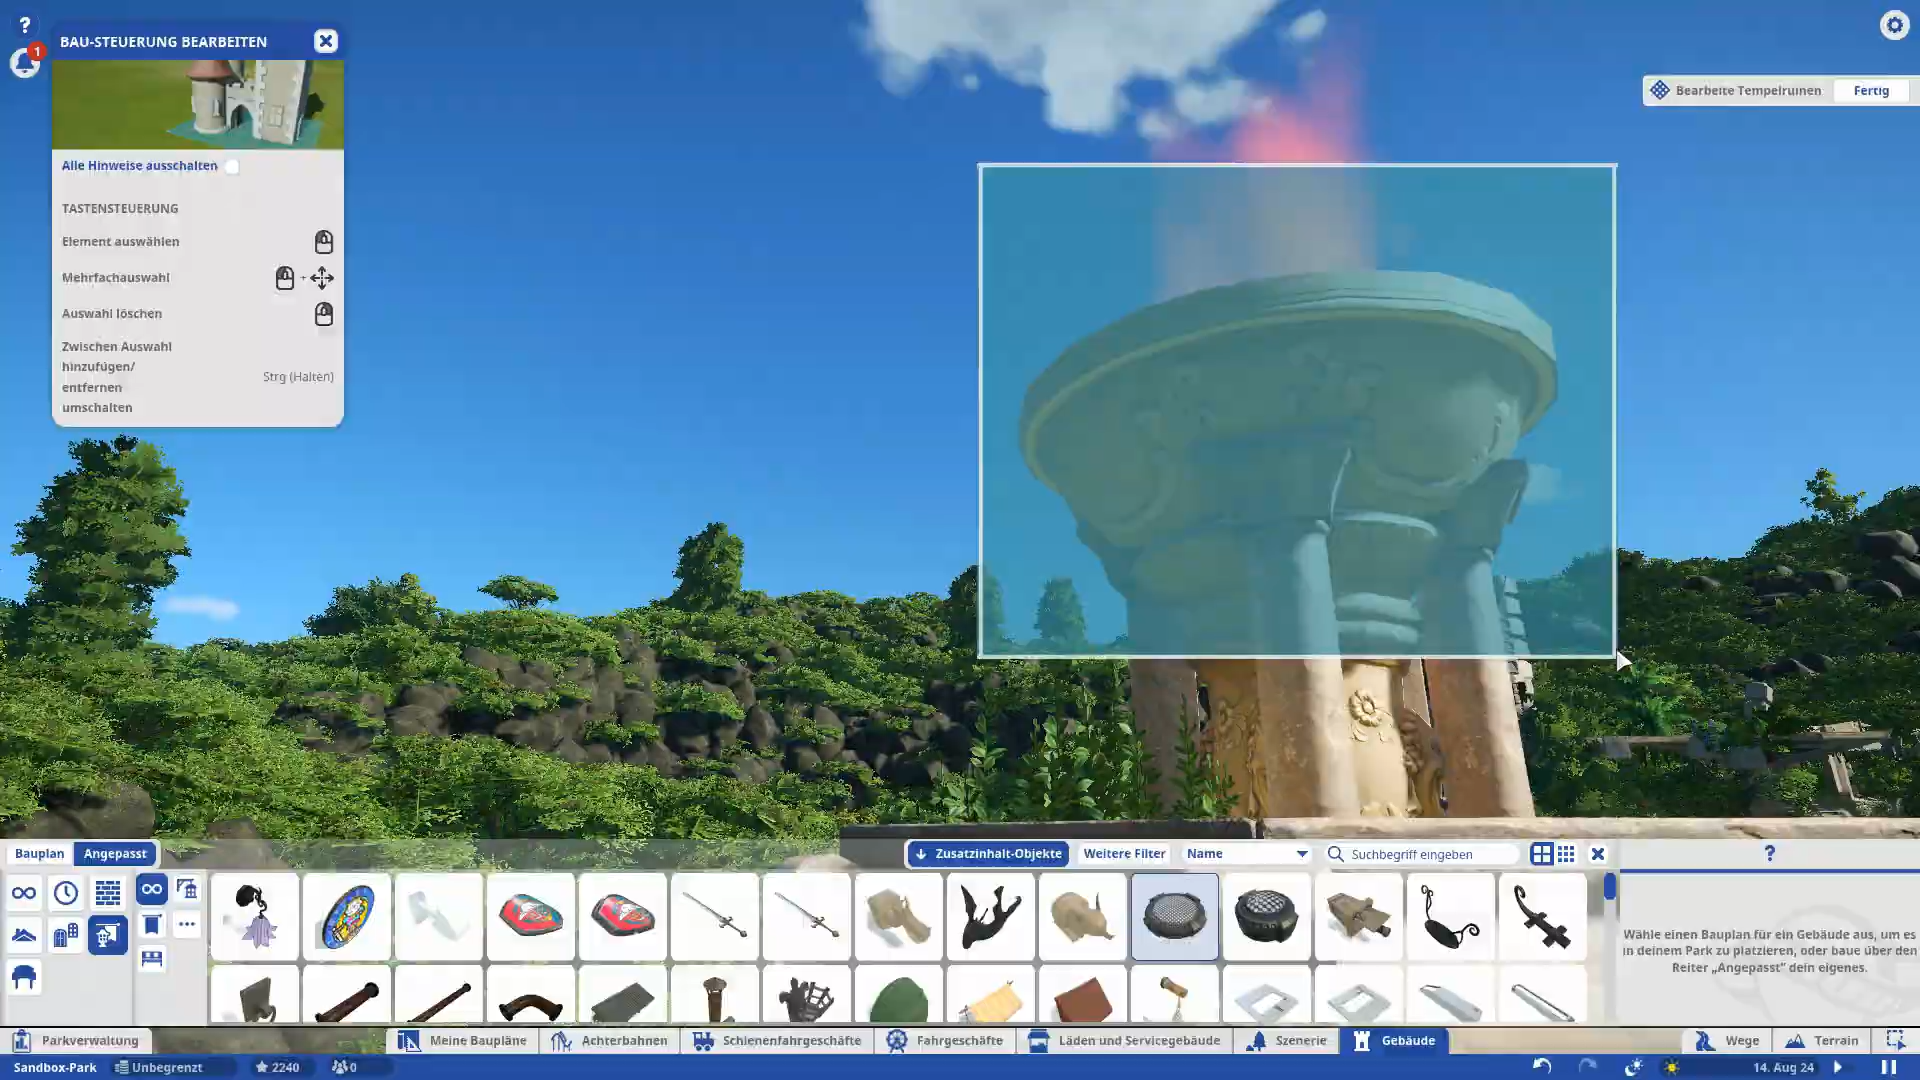 ?
1
BAU-STEUERUNG BEARBEITEN
Alle Hinweise ausschalten
TASTENSTEUERUNG
Element auswählen
Mehrfachauswahl
+
Auswahl löschen
Zwischen Auswahl
hinzufügen/
entfernen
umschalten
Strg (Halten)
Bearbeite Tempelruinen
Fertig
Bauplan
Angepasst
Zusatzinhalt-Objekte
Weitere Filter
Name
Suchbegriff eingeben
?
Wähle einen Bauplan für ein Gebäude aus, um es
in deinem Park zu platzieren, oder baue über den
Reiter „Angepasst" dein eigenes.
Parkverwaltung
Meine Baupläne
Achterbahnen
Schienenfahrgeschäfte
Fahrgeschäfte
Läden und Servicegebäude
Szenerie
Gebäude
Wege
Terrain
Sandbox-Park
Unbegrenzt
2240
0
14. Aug 24